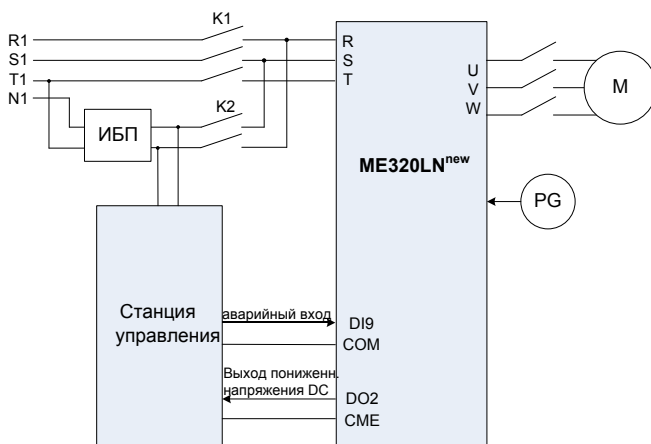 K1
R1
S1
T1
N1
R
S
T
U
V
W
M
K2
ИБП
ME320LNnew
PG
Станция
управления
аварийный вход
DI9
COM
Выход пониженн.
напряжения DC
DO2
CME